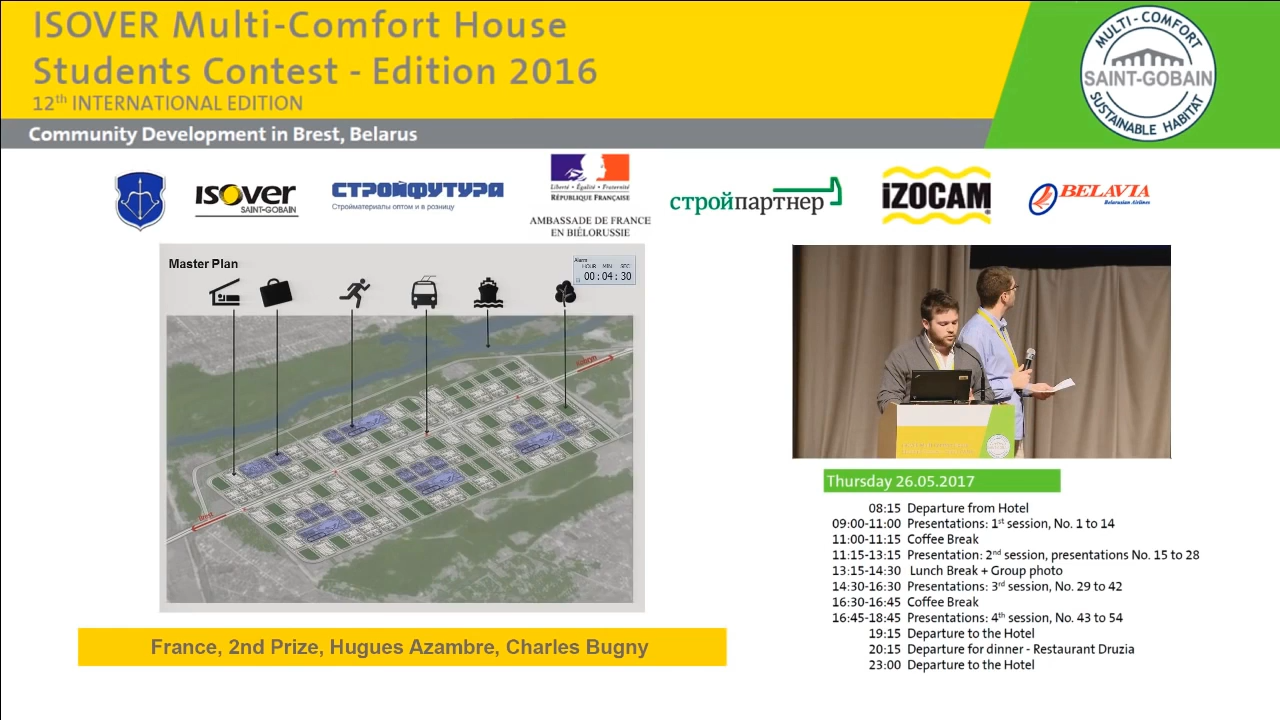 ISOVER Multi-Comfort House
Students Contest - Edition 2016
12th INTERNATIONAL EDITION
Community Development in Brest, Belarus
MULTI-COMFORT
SAINT-GOBAIN
SUSTAINABLE HABITAT
isover
SAINT-GOBAIN
СТРОЙФУТУРА
Стройматериалы оптом и в розницу
Liberté • Égalité • Fraternité
RÉPUBLIQUE FRANÇAISE
AMBASSADE DE FRANCE
EN BIÉLORUSSIE
стройпартнер
iZOCAM
BELAVIA
Belarusian Airlines
Master Plan
Alarm
HOUR MIN SEC
00:04:30
Brest
Thursday 26.05.2017
08:15 Departure from Hotel
09:00-11:00 Presentations: 1st session, No. 1 to 14
11:00-11:15 Coffee Break
11:15-13:15 Presentation: 2nd session, presentations No. 15 to 28
13:15-14:30 Lunch Break + Group photo
14:30-16:30 Presentations: 3rd session, No. 29 to 42
16:30-16:45 Coffee Break
16:45-18:45 Presentations: 4th session, No. 43 to 54
19:15 Departure to the Hotel
20:15 Departure for dinner - Restaurant Druzia
23:00 Departure to the Hotel
France, 2nd Prize, Hugues Azambre, Charles Bugny